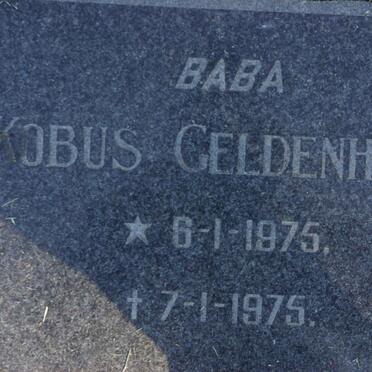 BABA
KOBUS GELDENH
★ 6-1-1975.
† 7-1-1975.